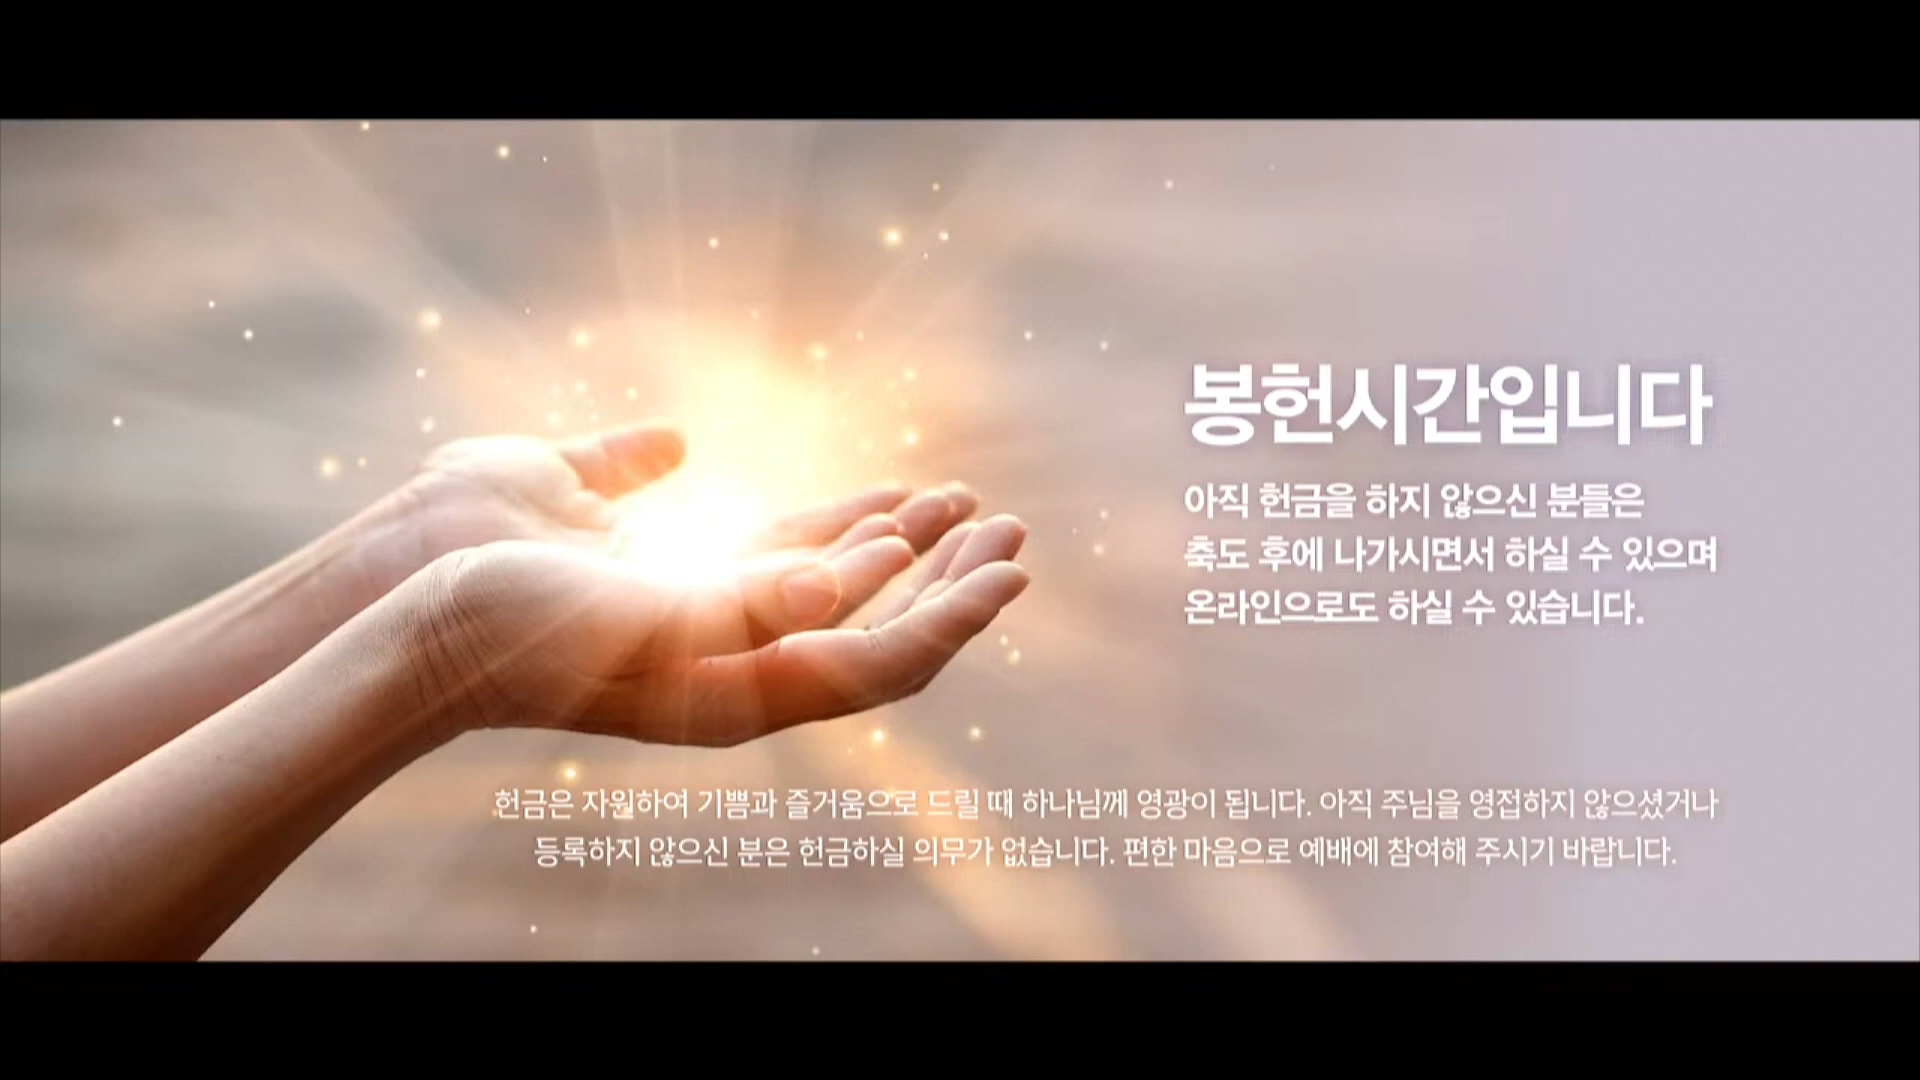 봉헌시간입니다
아직 헌금을 하지 않으신 분들은
축도 후에 나가시면서 하실 수 있으며
온라인으로도 하실 수 있습니다.
헌금은 자원하여 기쁨과 즐거움으로 드릴 때 하나님께 영광이 됩니다. 아직 주님을 영접하지 않으셨거나
등록하지 않으신 분은 헌금하실 의무가 없습니다. 편한 마음으로 예배에 참여해 주시기 바랍니다.